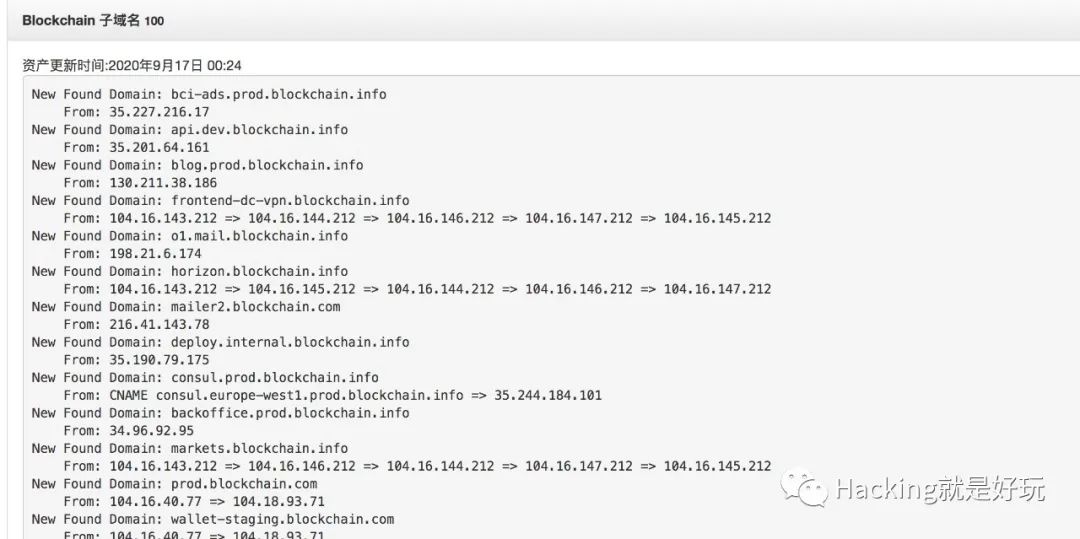 Blockchain 子域名 100
资产更新时间:2020年9月17日 00:24
New Found Domain: bci-ads.prod.blockchain.info
From: 35.227.216.17
New Found Domain: api.dev.blockchain.info
From: 35.201.64.161
New Found Domain: blog.prod.blockchain.info
From: 130.211.38.186
New Found Domain: frontend-dc-vpn.blockchain.info
From: 104.16.143.212 => 104.16.144.212 => 104.16.146.212 => 104.16.147.212 => 104.16.145.212
New Found Domain: o1.mail.blockchain.info
From: 198.21.6.174
New Found Domain: horizon.blockchain.info
From: 104.16.143.212 => 104.16.145.212 => 104.16.144.212 => 104.16.146.212 => 104.16.147.212
New Found Domain: mailer2.blockchain.com
From: 216.41.143.78
New Found Domain: deploy.internal.blockchain.info
From: 35.190.79.175
New Found Domain: consul.prod.blockchain.info
From: CNAME consul.europe-west1.prod.blockchain.info => 35.244.184.101
New Found Domain: backoffice.prod.blockchain.info
From: 34.96.92.95
New Found Domain: markets.blockchain.info
From: 104.16.143.212 => 104.16.146.212 => 104.16.144.212 => 104.16.147.212 => 104.16.145.212
New Found Domain: prod.blockchain.com
From: 104.16.40.77 => 104.18.93.71
Hacking就是好玩
New Found Domain: wallet-staging.blockchain.com
From: 104.16.40.77 => 104.18.93.71